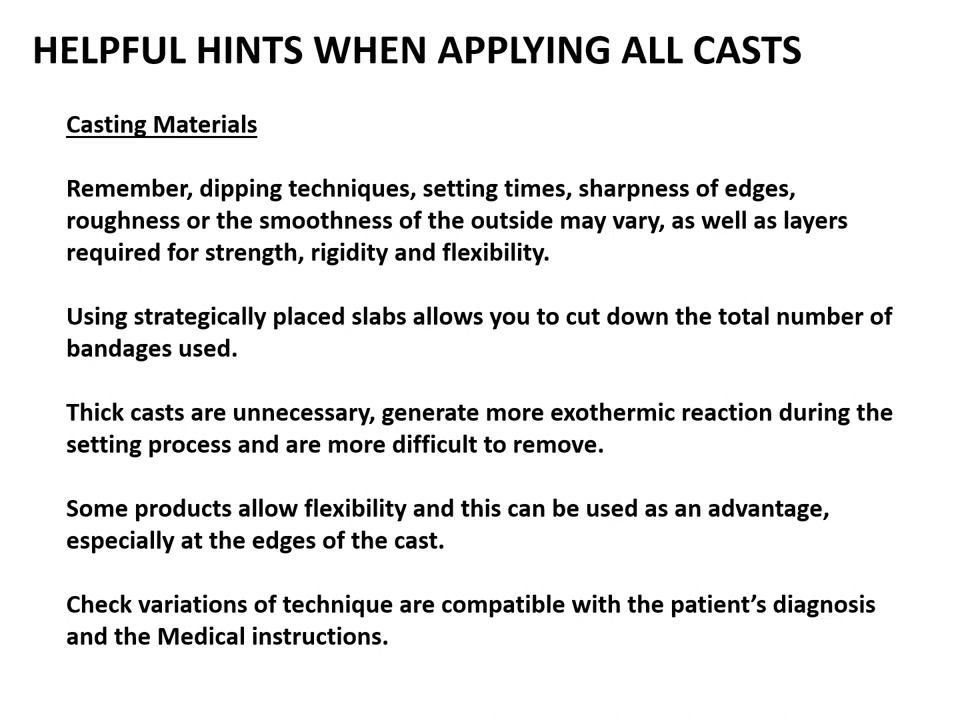 HELPFUL HINTS WHEN APPLYING ALL CASTS
Casting Materials
Remember, dipping techniques, setting times, sharpness of edges,
roughness or the smoothness of the outside may vary, as well as layers
required for strength, rigidity and flexibility.
Using strategically placed slabs allows you to cut down the total number of
bandages used.
Thick casts are unnecessary, generate more exothermic reaction during the
setting process and are more difficult to remove.
Some products allow flexibility and this can be used as an advantage,
especially at the edges of the cast.
Check variations of technique are compatible with the patient’s diagnosis
and the Medical instructions.